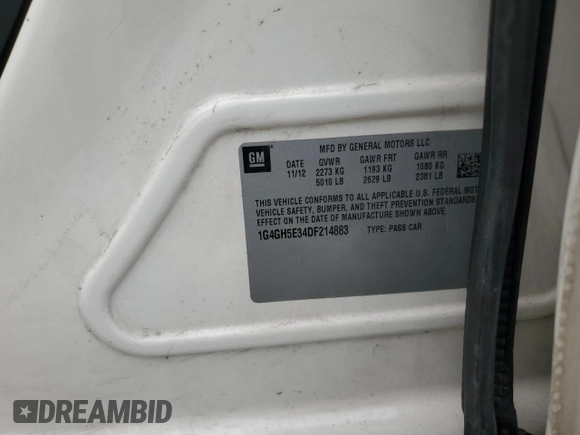 GM
MFD BY GENERAL MOTORS LLC
DATE GVWR GAWR FRT GAWR RR
11/12 2273 KG 1193 KG 1080 KG
5010 LB 2629 LB 2381 LB
THIS VEHICLE CONFORMS TO ALL APPLICABLE U.S. FEDERAL MOT
VEHICLE SAFETY, BUMPER, AND THEFT PREVENTION STANDARDS
EFFECT ON THE DATE OF MANUFACTURE SHOWN ABOVE.
1G4GH5E34DF214883 TYPE: PASS CAR
DREAMBID